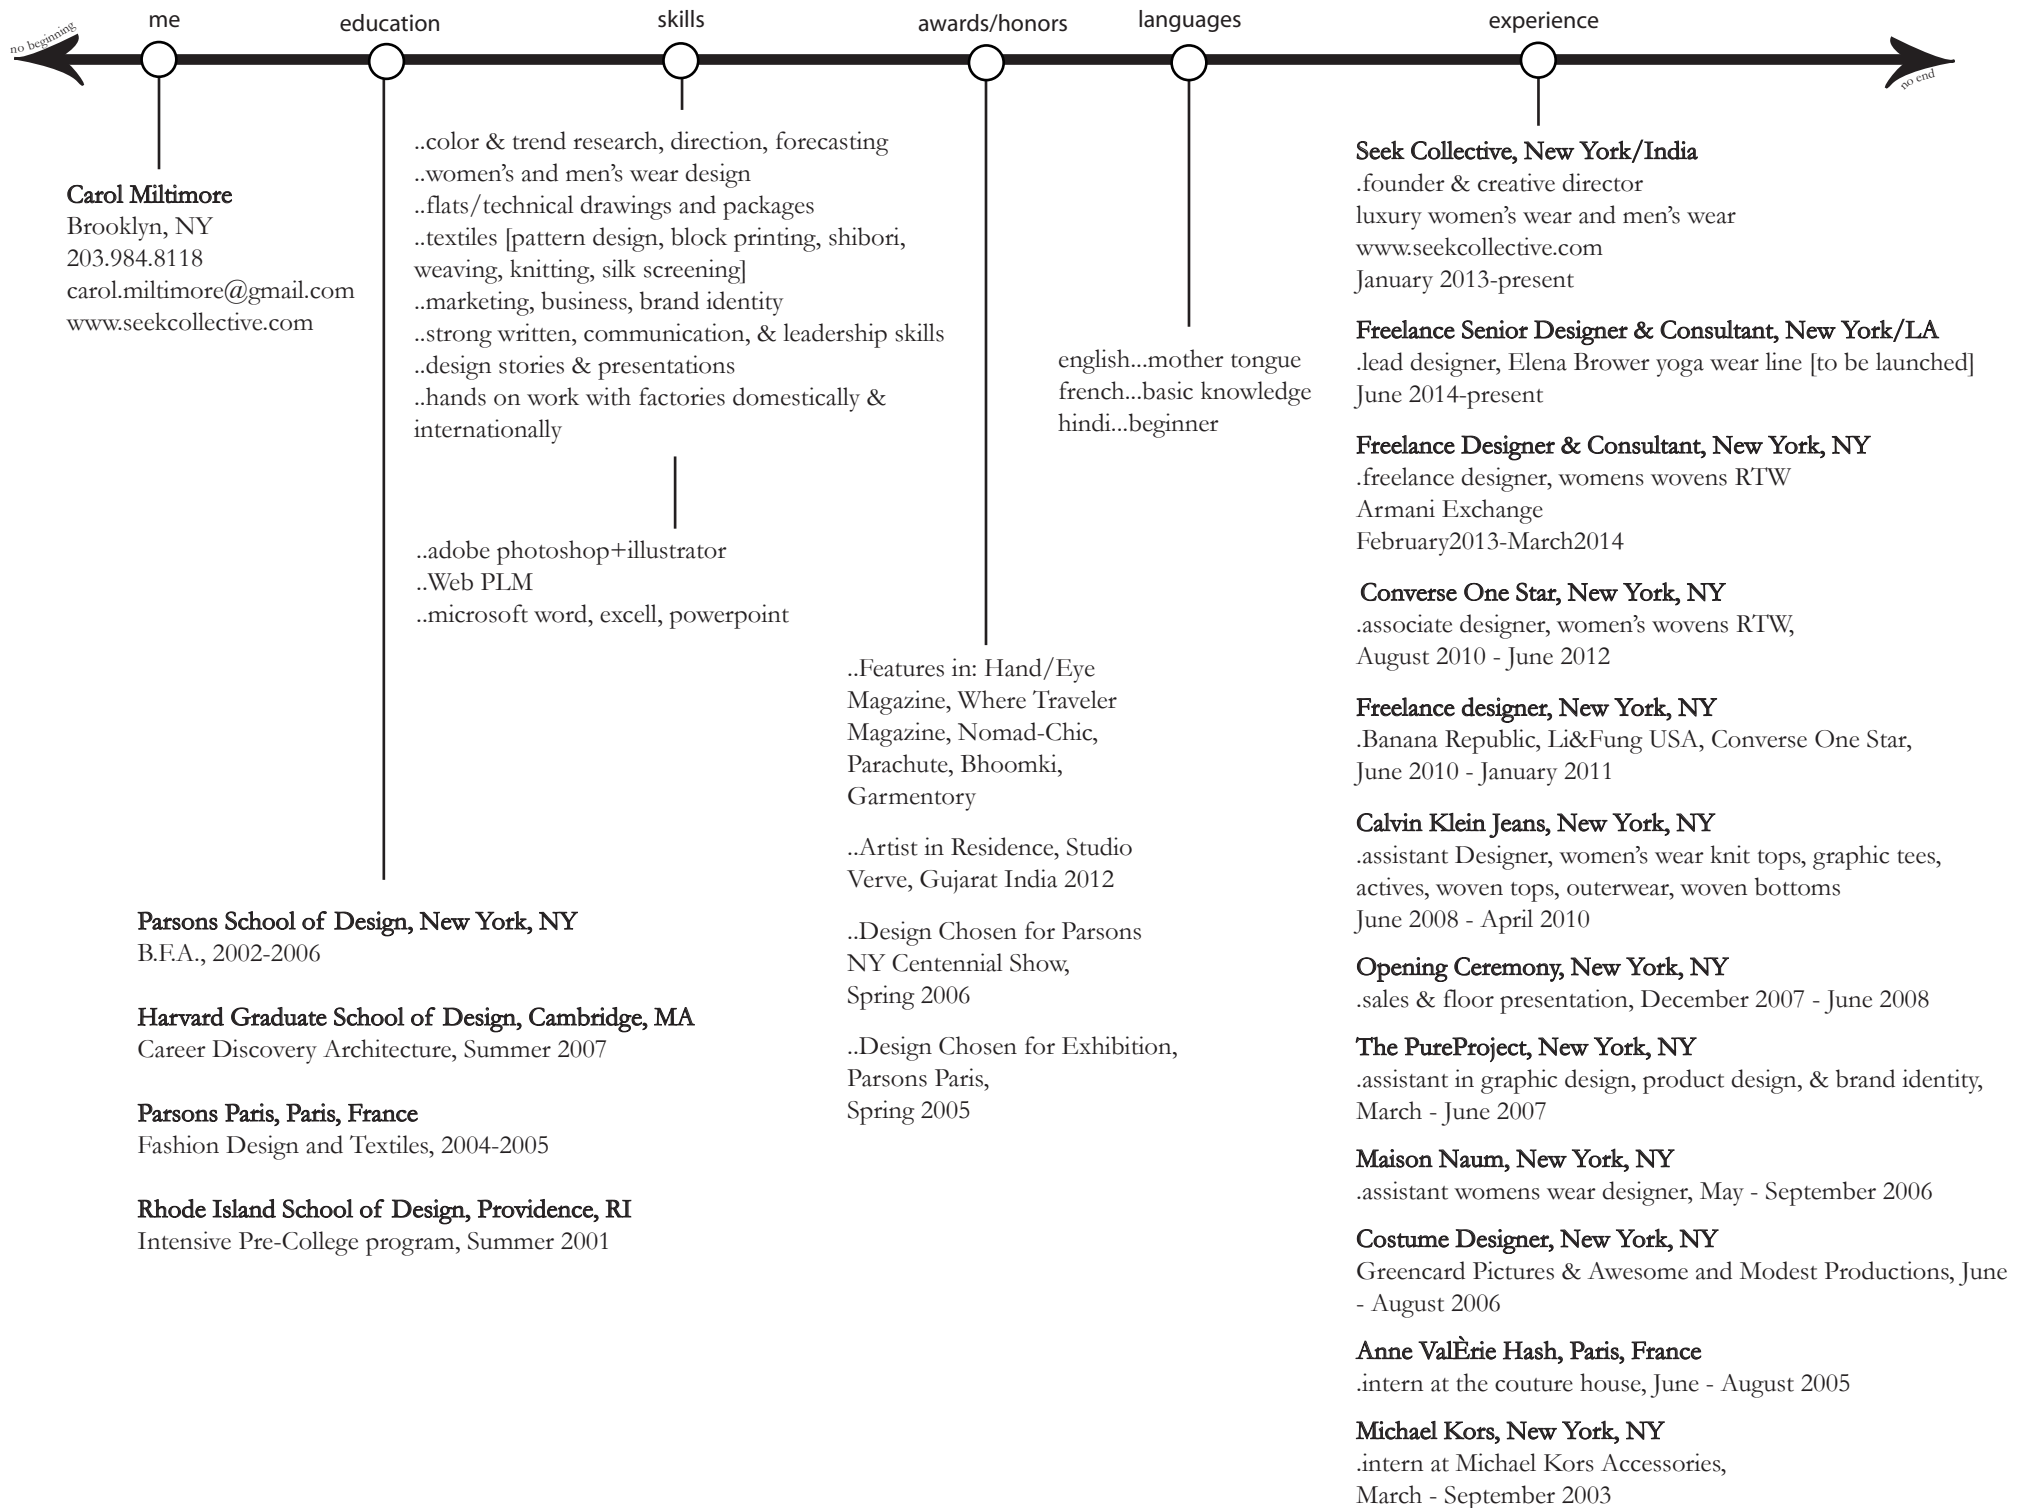 no beginning
me
education
skills
awards/honors
languages
experience
no end
Carol Miltimore
Brooklyn, NY
203.984.8118
carol.miltimore@gmail.com
www.seekcollective.com
Parsons School of Design, New York, NY
B.F.A., 2002-2006
Harvard Graduate School of Design, Cambridge, MA
Career Discovery Architecture, Summer 2007
Parsons Paris, Paris, France
Fashion Design and Textiles, 2004-2005
Rhode Island School of Design, Providence, RI
Intensive Pre-College program, Summer 2001
..color & trend research, direction, forecasting
..women's and men's wear design
..flats/technical drawings and packages
..textiles [pattern design, block printing, shibori,
weaving, knitting, silk screening]
..marketing, business, brand identity
..strong written, communication, & leadership skills
..design stories & presentations
..hands on work with factories domestically &
internationally
..adobe photoshop+illustrator
..Web PLM
..microsoft word, excell, powerpoint
..Features in: Hand/Eye
Magazine, Where Traveler
Magazine, Nomad-Chic,
Parachute, Bhoomki,
Garmentory
..Artist in Residence, Studio
Verve, Gujarat India 2012
..Design Chosen for Parsons
NY Centennial Show,
Spring 2006
..Design Chosen for Exhibition,
Parsons Paris,
Spring 2005
english...mother tongue
french...basic knowledge
hindi...beginner
Seek Collective, New York/India
.founder & creative director
luxury women's wear and men's wear
www.seekcollective.com
January 2013-present
Freelance Senior Designer & Consultant, New York/LA
.lead designer, Elena Brower yoga wear line [to be launched]
June 2014-present
Freelance Designer & Consultant, New York, NY
.freelance designer, womens wovens RTW
Armani Exchange
February2013-March2014
Converse One Star, New York, NY
.associate designer, women's wovens RTW,
August 2010 - June 2012
Freelance designer, New York, NY
.Banana Republic, Li&Fung USA, Converse One Star,
June 2010 - January 2011
Calvin Klein Jeans, New York, NY
.assistant Designer, women's wear knit tops, graphic tees,
actives, woven tops, outerwear, woven bottoms
June 2008 - April 2010
Opening Ceremony, New York, NY
.sales & floor presentation, December 2007 - June 2008
The PureProject, New York, NY
.assistant in graphic design, product design, & brand identity,
March - June 2007
Maison Naum, New York, NY
.assistant womens wear designer, May - September 2006
Costume Designer, New York, NY
Greencard Pictures & Awesome and Modest Productions, June
- August 2006
Anne ValÈrie Hash, Paris, France
.intern at the couture house, June - August 2005
Michael Kors, New York, NY
.intern at Michael Kors Accessories,
March - September 2003